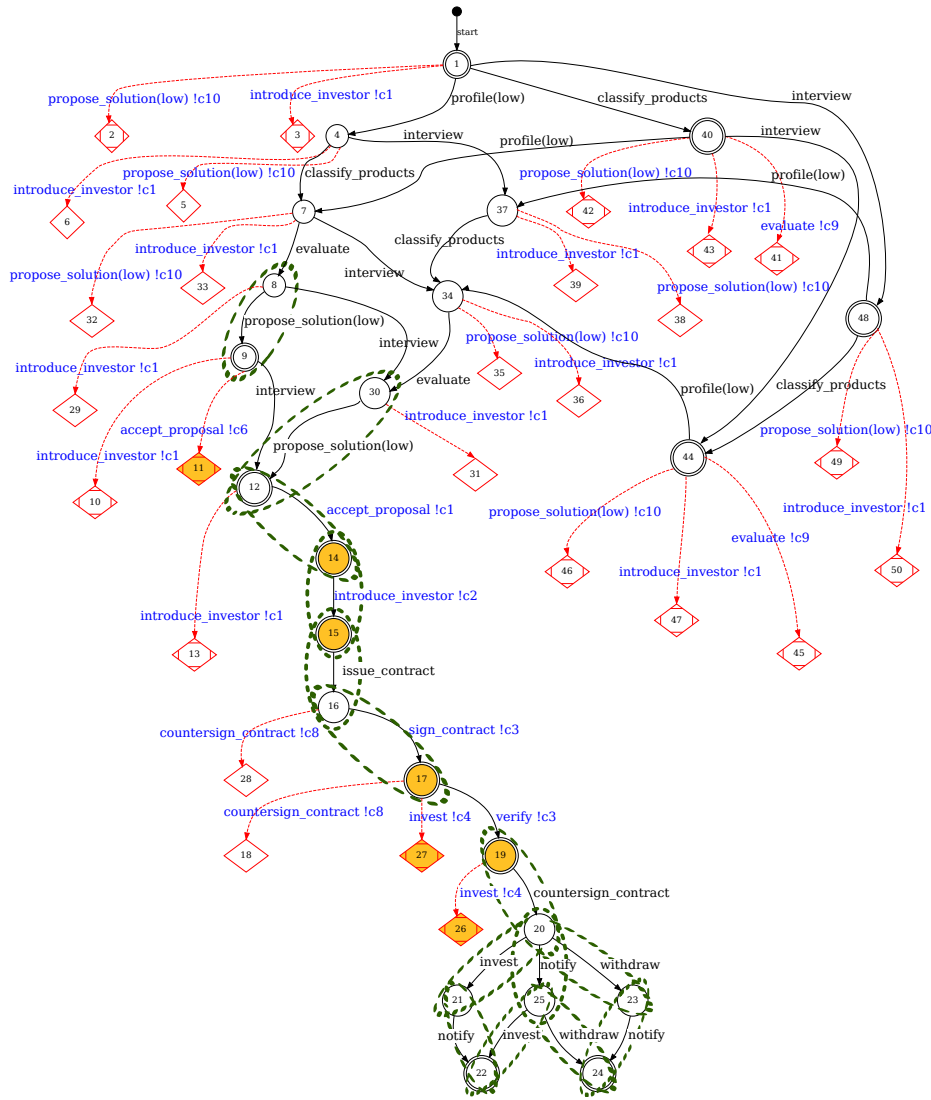 start
1
propose_solution(low) !c10
introduce_investor !c1
profile(low)
classify_products
interview
2
3
4
interview
profile(low)
40
interview
introduce_investor !c1
propose_solution(low) !c10
classify_products
propose_solution(low) !c10
profile(low)
6
5
7
37
42
introduce_investor !c1
43
evaluate !c9
41
propose_solution(low) !c10
introduce_investor !c1
evaluate
interview
classify_products
introduce_investor !c1
propose_solution(low) !c10
32
33
8
34
39
38
48
propose_solution(low)
interview
propose_solution(low) !c10
introduce_investor !c1
introduce_investor !c1
9
evaluate
35
36
profile(low)
classify_products
29
interview
30
introduce_investor !c1
accept_proposal !c6
introduce_investor !c1
propose_solution(low)
propose_solution(low) !c10
10
11
12
31
44
49
accept_proposal !c1
propose_solution(low) !c10
evaluate !c9
introduce_investor !c1
14
46
introduce_investor !c1
50
introduce_investor !c2
introduce_investor !c1
13
15
47
45
issue_contract
16
countersign_contract !c8
sign_contract !c3
28
17
countersign_contract !c8
invest !c4
verify !c3
18
27
19
invest !c4
countersign_contract
26
20
invest
notify
withdraw
21
25
23
notify
invest
withdraw
notify
22
24